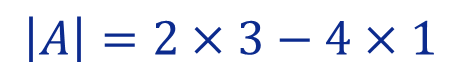 |A| = 2 × 3 − 4 × 1